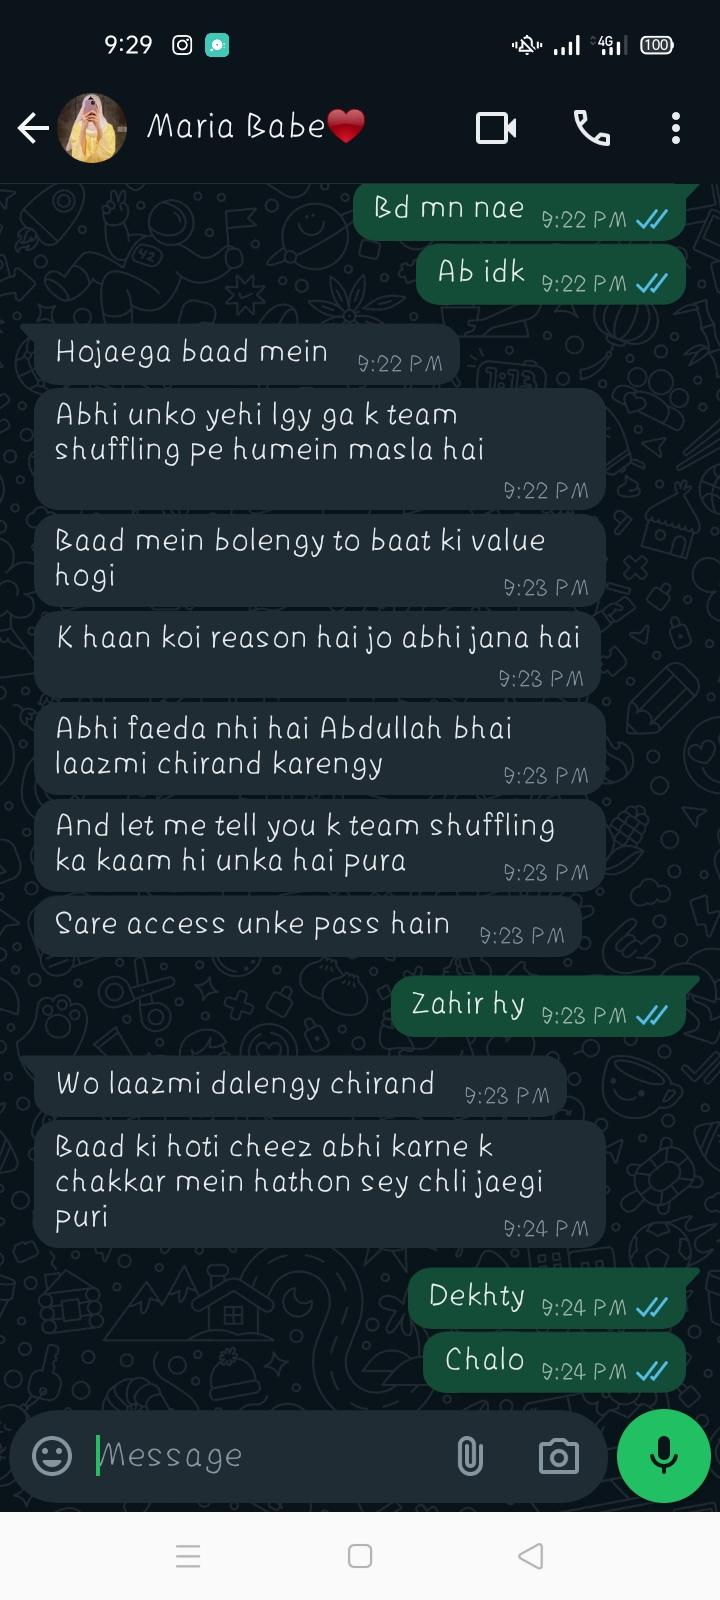 9:29
4G
100
Maria Babe❤️
Bd mn nae 9:22 PM
Ab idk 9:22 PM
Hojaega baad mein 9:22 PM
Abhi unko yehi lgy ga k team
shuffling pe humein masla hai
9:22 PM
Baad mein bolengy to baat ki value
hogi 9:23 PM
K haan koi reason hai jo abhi jana hai
9:23 PM
Abhi faeda nhi hai Abdullah bhai
laazmi chirand karengy 9:23 PM
And let me tell you k team shuffling
ka kaam hi unka hai pura 9:23 PM
Sare access unke pass hain 9:23 PM
Zahir hy 9:23 PM
Wo laazmi dalengy chirand 9:23 PM
Baad ki hoti cheez abhi karne k
chakkar mein hathon sey chli jaegi
puri 9:24 PM
Dekhty 9:24 PM
Chalo 9:24 PM
Message